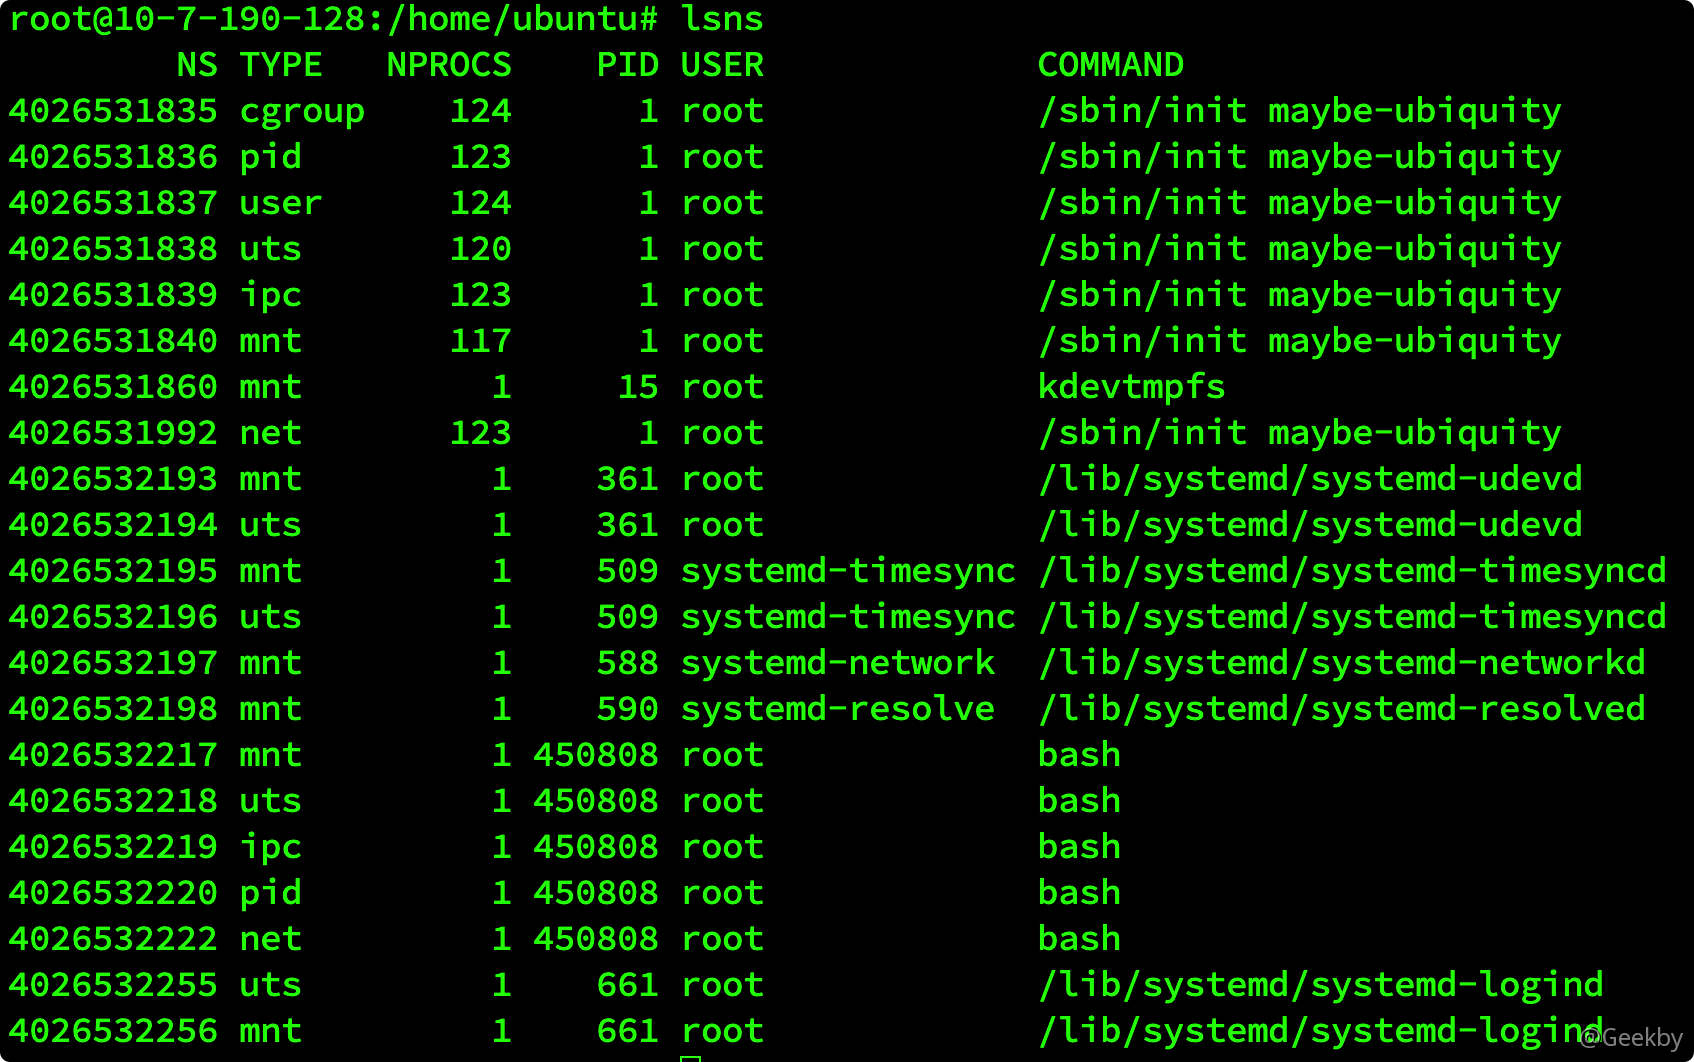 root@10-7-190-128:/home/ubuntu# lsns
        NS TYPE   NPROCS    PID USER             COMMAND
4026531835 cgroup    124      1 root             /sbin/init maybe-ubiquity
4026531836 pid       123      1 root             /sbin/init maybe-ubiquity
4026531837 user      124      1 root             /sbin/init maybe-ubiquity
4026531838 uts       120      1 root             /sbin/init maybe-ubiquity
4026531839 ipc       123      1 root             /sbin/init maybe-ubiquity
4026531840 mnt       117      1 root             /sbin/init maybe-ubiquity
4026531860 mnt         1     15 root             kdevtmpfs
4026531992 net       123      1 root             /sbin/init maybe-ubiquity
4026532193 mnt         1    361 root             /lib/systemd/systemd-udevd
4026532194 uts         1    361 root             /lib/systemd/systemd-udevd
4026532195 mnt         1    509 systemd-timesync /lib/systemd/systemd-timesyncd
4026532196 uts         1    509 systemd-timesync /lib/systemd/systemd-timesyncd
4026532197 mnt         1    588 systemd-network  /lib/systemd/systemd-networkd
4026532198 mnt         1    590 systemd-resolve  /lib/systemd/systemd-resolved
4026532217 mnt         1 450808 root             bash
4026532218 uts         1 450808 root             bash
4026532219 ipc         1 450808 root             bash
4026532220 pid         1 450808 root             bash
4026532222 net         1 450808 root             bash
4026532255 uts         1    661 root             /lib/systemd/systemd-logind
4026532256 mnt         1    661 root             /lib/systemd/systemd-logind
@Geekby